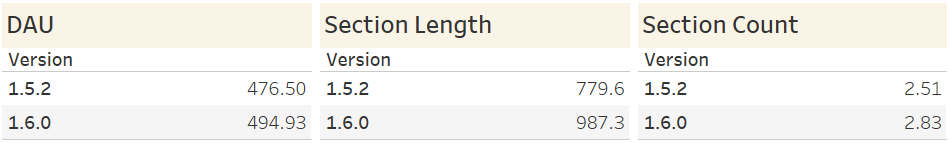 DAU Section Length Section Count
Version Version Version
1.5.2 476.50 1.5.2 779.6 1.5.2 2.51
1.6.0 494.93 1.6.0 987.3 1.6.0 2.83